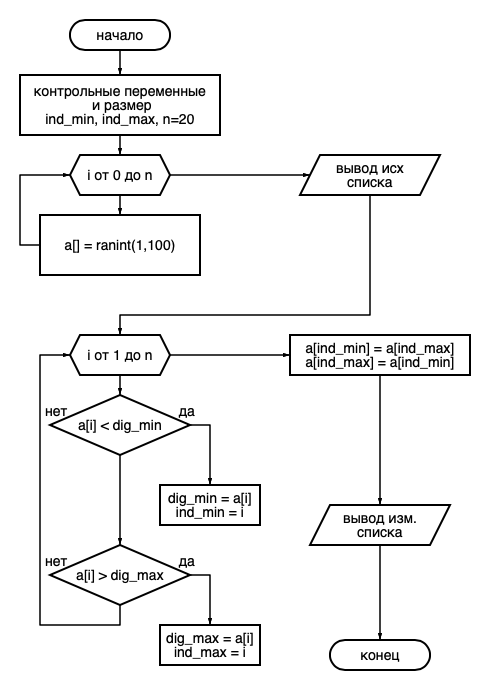 начало
контрольные переменные
и размер
ind_min, ind_max, n=20
i от 0 до n
вывод исх
списка
a[] = ranint(1,100)
i от 1 до n
a[ind_min] = a[ind_max]
a[ind_max] = a[ind_min]
нет
да
a[i] < dig_min
dig_min = a[i]
ind_min = i
вывод изм.
списка
нет
да
a[i] > dig_max
dig_max = a[i]
ind_max = i
конец